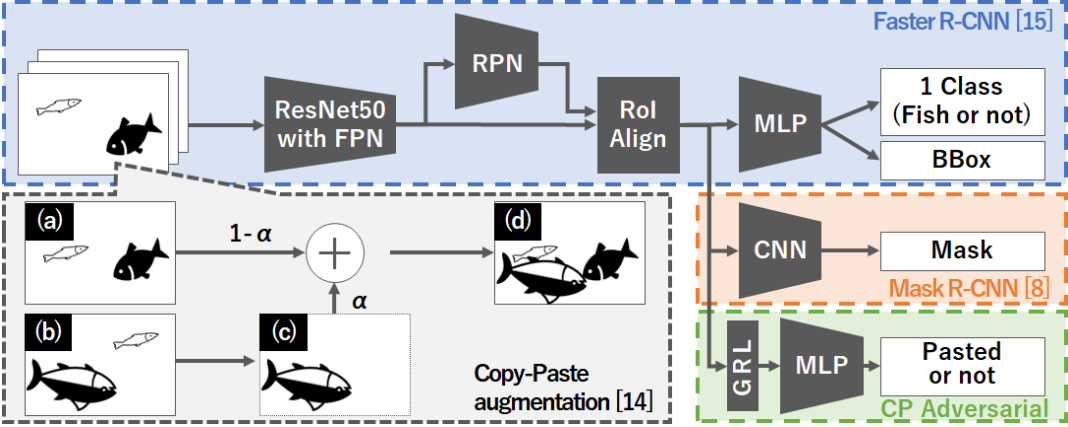 Faster R-CNN [15]
RPN
ResNet50
with FPN
RoI
Align
MLP
1 Class
(Fish or not)
BBox
(a)
1-α
(d)
α
(b)
(c)
Copy-Paste
augmentation [14]
CNN
Mask
Mask R-CNN [8]
GRL
MLP
Pasted
or not
CP Adversarial